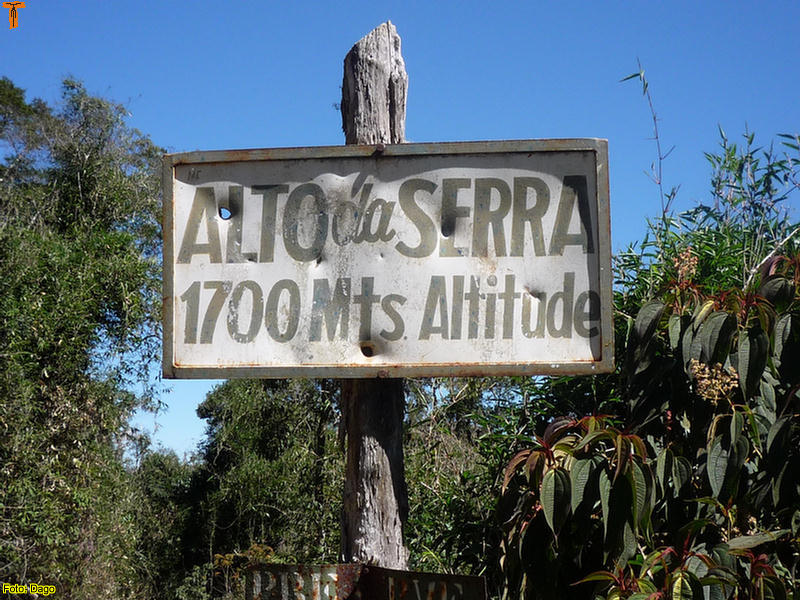 ALTO da SERRA
1700 Mts. Altitude
Foto: Dago